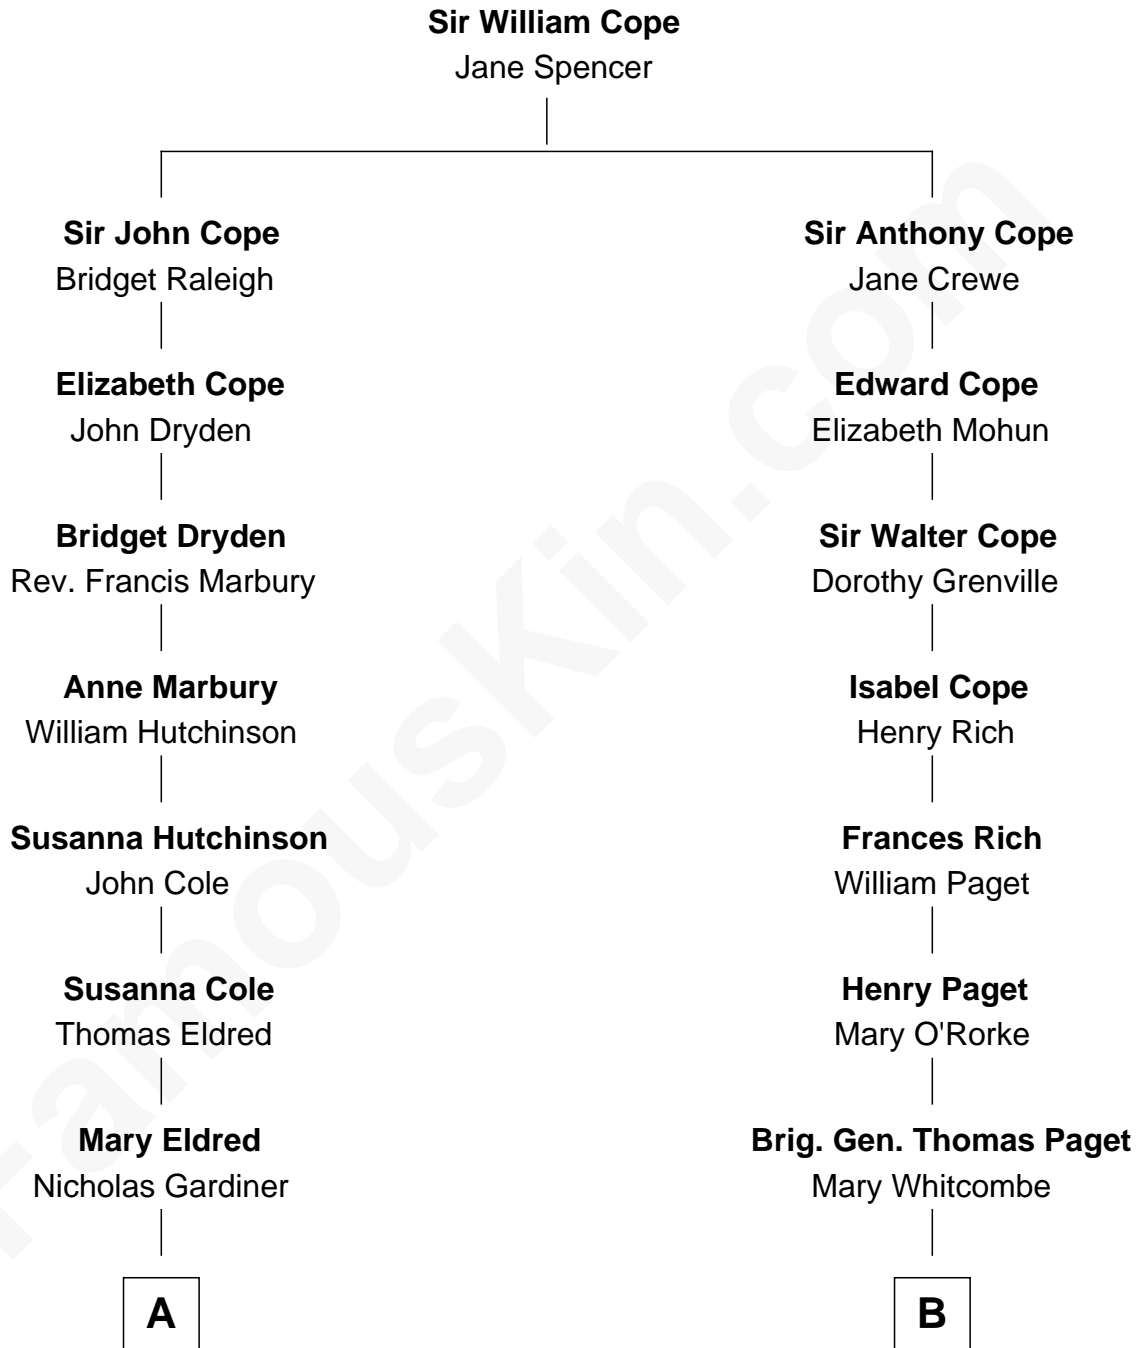 Sir William Cope
Jane Spencer
Sir John Cope
Bridget Raleigh
Sir Anthony Cope
Jane Crewe
Elizabeth Cope
John Dryden
Edward Cope
Elizabeth Mohun
Bridget Dryden
Rev. Francis Marbury
Sir Walter Cope
Dorothy Grenville
Anne Marbury
William Hutchinson
Isabel Cope
Henry Rich
Susanna Hutchinson
John Cole
Frances Rich
William Paget
Susanna Cole
Thomas Eldred
Henry Paget
Mary O'Rorke
Mary Eldred
Nicholas Gardiner
Brig. Gen. Thomas Paget
Mary Whitcombe
A
B
FamousKin.com